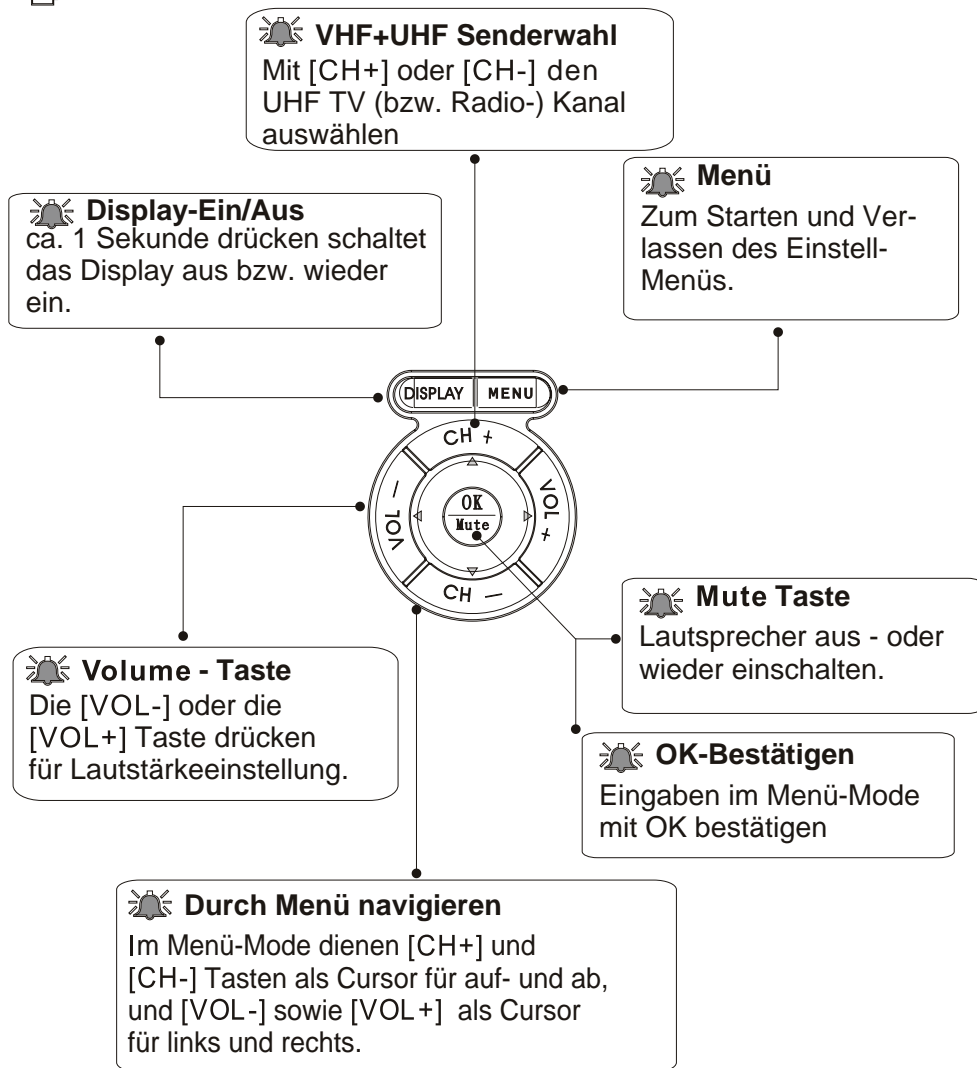 VHF+UHF Senderwahl
Mit [CH+] oder [CH-] den
UHF TV (bzw. Radio-) Kanal
auswählen
Display-Ein/Aus
ca. 1 Sekunde drücken schaltet
das Display aus bzw. wieder
ein.
Menü
Zum Starten und Ver-
lassen des Einstell-
Menüs.
DISPLAY MENU
CH +
VOL -
OK
Mute
VOL +
CH -
Mute Taste
Lautsprecher aus - oder
wieder einschalten.
Volume - Taste
Die [VOL-] oder die
[VOL+] Taste drücken
für Lautstärkeeinstellung.
OK-Bestätigen
Eingaben im Menü-Mode
mit OK bestätigen
Durch Menü navigieren
Im Menü-Mode dienen [CH+] und
[CH-] Tasten als Cursor für auf- und ab,
und [VOL-] sowie [VOL+] als Cursor
für links und rechts.